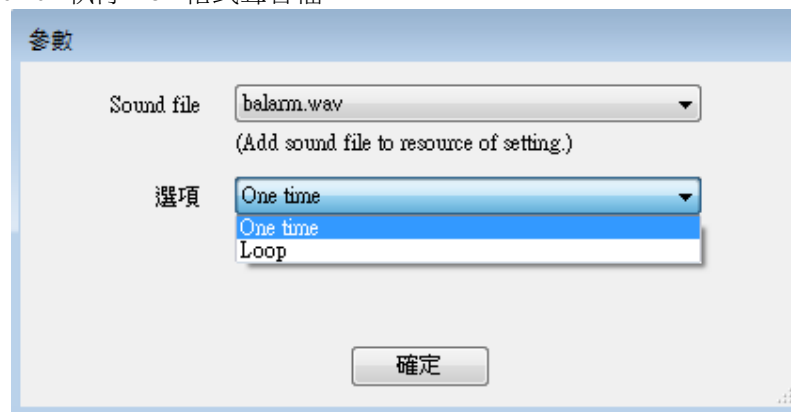 參數
Sound file balarm.wav
(Add sound file to resource of setting.)
選項 One time
One time
Loop
確定